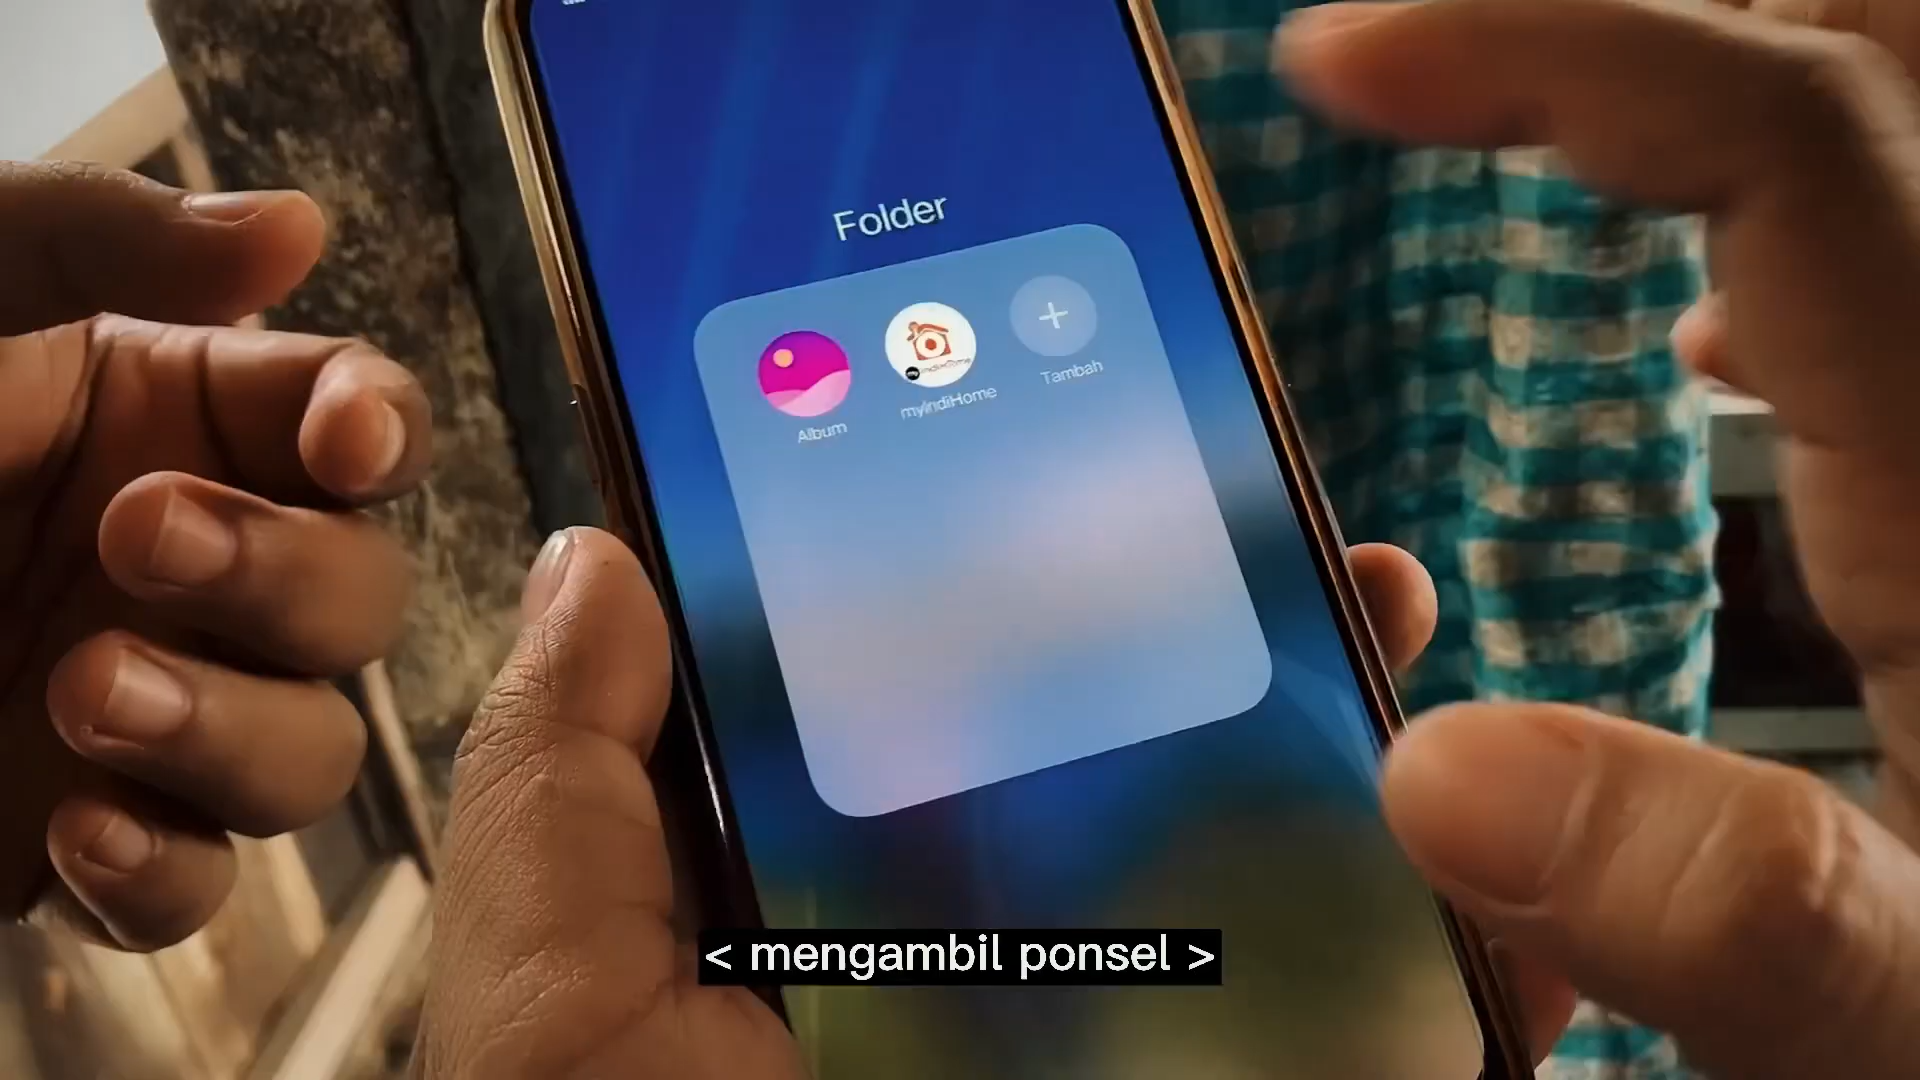 Folder
Album
myIndiHome
Tambah
< mengambil ponsel >